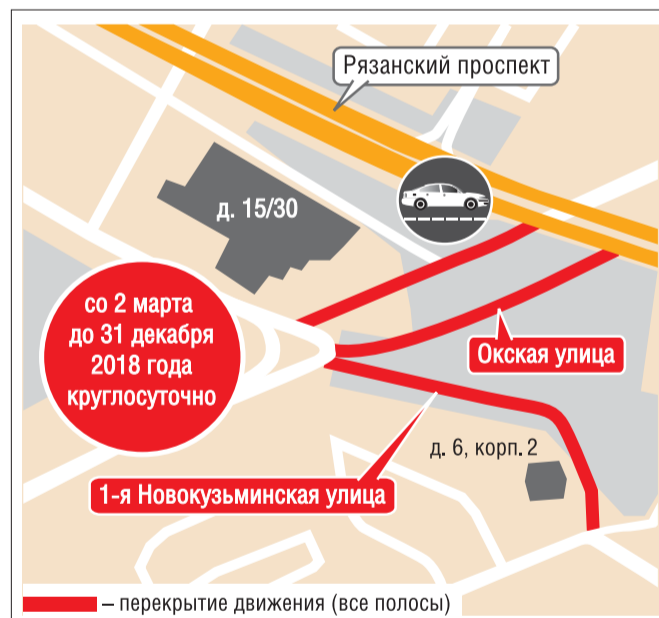 Рязанский проспект
д. 15/30
со 2 марта
до 31 декабря
2018 года
круглосуточно
Окская улица
д. 6, корп. 2
1-я Новокузьминская улица
– перекрытие движения (все полосы)